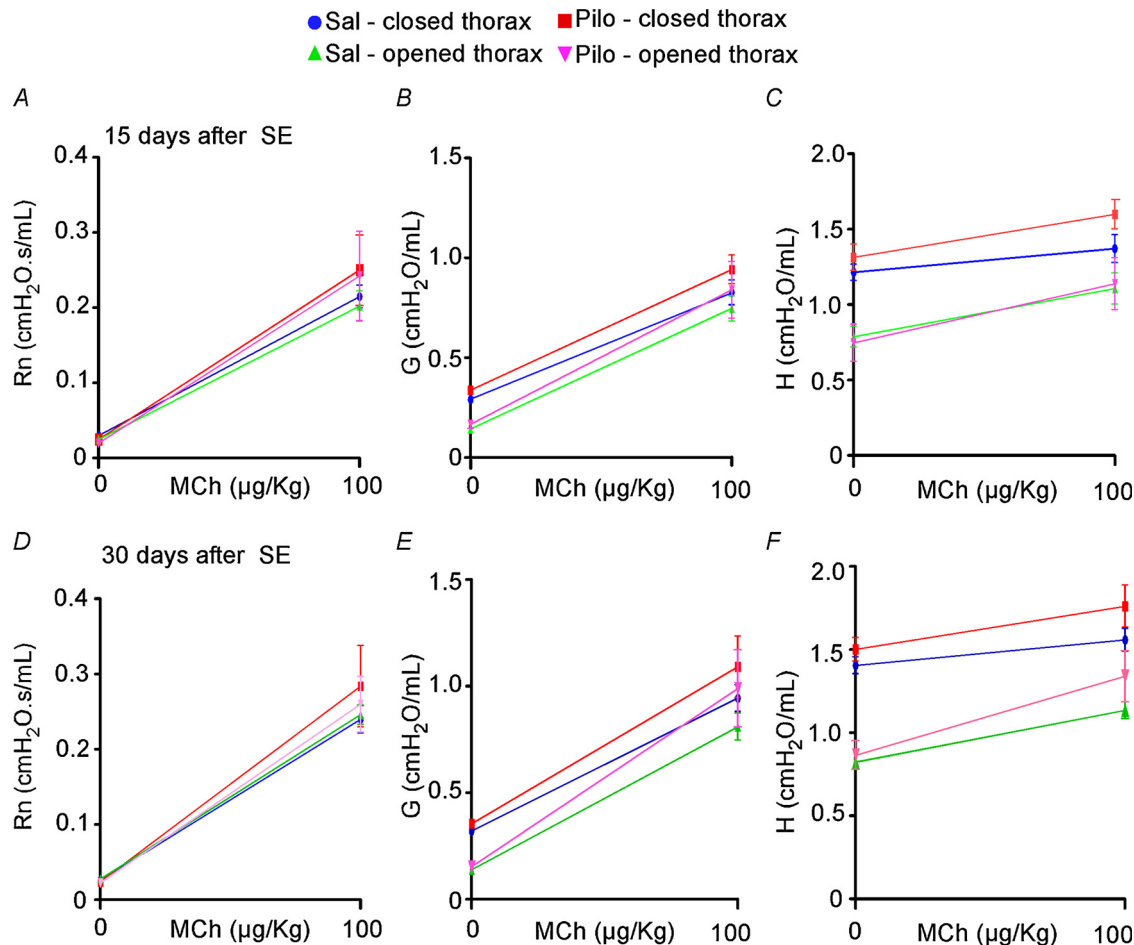 Sal - closed thorax Pilo - closed thorax
Sal - opened thorax Pilo - opened thorax
A B C
15 days after SE
0.4
0.3
0.2
0.1
0
Rn (cmH₂O.s/mL)
0 MCh (µg/Kg) 100
1.5
1.0
0.5
0
G (cmH₂O/mL)
0 MCh (µg/Kg) 100
2.0
1.5
1.0
0.5
0
H (cmH₂O/mL)
0 MCh (µg/Kg) 100
D E F
30 days after SE
0.4
0.3
0.2
0.1
0
Rn (cmH₂O.s/mL)
0 MCh (µg/Kg) 100
1.5
1.0
0.5
0
G (cmH₂O/mL)
0 MCh (µg/Kg) 100
2.0
1.5
1.0
0.5
0
H (cmH₂O/mL)
0 MCh (µg/Kg) 100